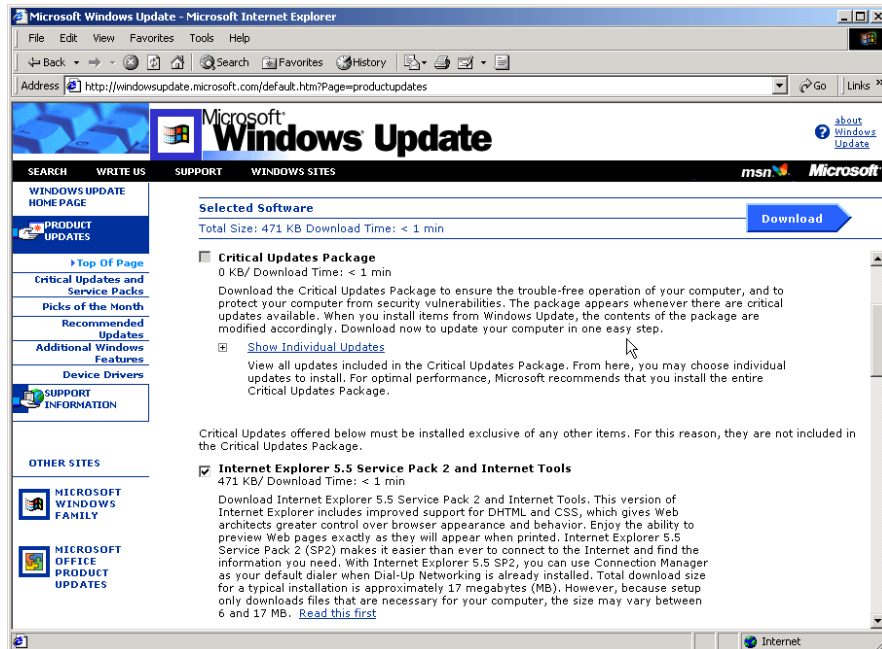 Microsoft Windows Update - Microsoft Internet Explorer
File Edit View Favorites Tools Help
Back Search Favorites History
Address http://windowsupdate.microsoft.com/default.htm?Page=productupdates Go Links »
Microsoft
Windows Update
about
Windows
Update
SEARCH WRITE US SUPPORT WINDOWS SITES msn Microsoft
WINDOWS UPDATE
HOME PAGE
PRODUCT
UPDATES
Top Of Page
Critical Updates and
Service Packs
Picks of the Month
Recommended
Updates
Additional Windows
Features
Device Drivers
SUPPORT
INFORMATION
OTHER SITES
MICROSOFT
WINDOWS
FAMILY
MICROSOFT
OFFICE
PRODUCT
UPDATES
Selected Software
Total Size: 471 KB Download Time: < 1 min
Download
Critical Updates Package
0 KB/ Download Time: < 1 min
Download the Critical Updates Package to ensure the trouble-free operation of your computer, and to
protect your computer from security vulnerabilities. The package appears whenever there are critical
updates available. When you install items from Windows Update, the contents of the package are
modified accordingly. Download now to update your computer in one easy step.
Show Individual Updates
View all updates included in the Critical Updates Package. From here, you may choose individual
updates to install. For optimal performance, Microsoft recommends that you install the entire
Critical Updates Package.
Critical Updates offered below must be installed exclusive of any other items. For this reason, they are not included in
the Critical Updates Package.
Internet Explorer 5.5 Service Pack 2 and Internet Tools
471 KB/ Download Time: < 1 min
Download Internet Explorer 5.5 Service Pack 2 and Internet Tools. This version of
Internet Explorer includes improved support for DHTML and CSS, which gives Web
architects greater control over browser appearance and behavior. Enjoy the ability to
preview Web pages exactly as they will appear when printed. Internet Explorer 5.5
Service Pack 2 (SP2) makes it easier than ever to connect to the Internet and find the
information you need. With Internet Explorer 5.5 SP2, you can use Connection Manager
as your default dialer when Dial-Up Networking is already installed. Total download size
for a typical installation is approximately 17 megabytes (MB). However, because setup
only downloads files that are necessary for your computer, the size may vary between
6 and 17 MB. Read this first
Internet